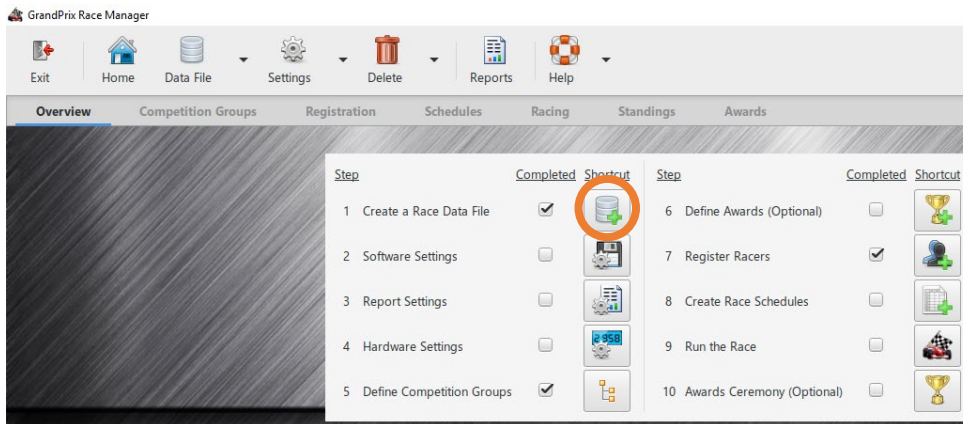 GrandPrix Race Manager
Exit Home Data File Settings Delete Reports Help
Overview Competition Groups Registration Schedules Racing Standings Awards
Step Completed Shortcut Step Completed Shortcut
1 Create a Race Data File 6 Define Awards (Optional)
2 Software Settings 7 Register Racers
3 Report Settings 8 Create Race Schedules
4 Hardware Settings 2958 9 Run the Race
5 Define Competition Groups 10 Awards Ceremony (Optional)